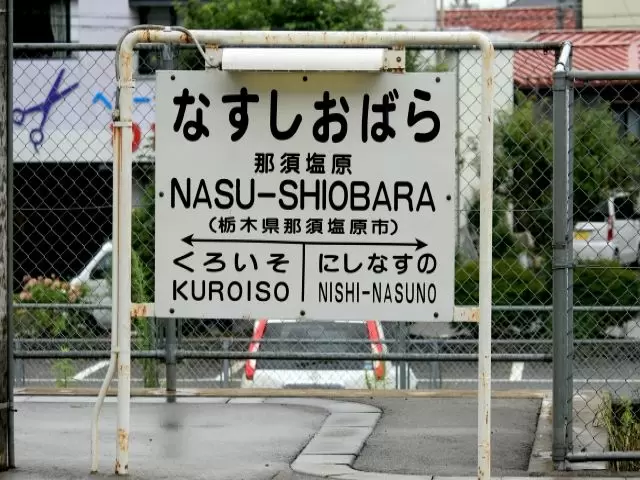 なすしおばら
那須塩原
NASU-SHIOBARA
(栃木県那須塩原市)
くろいそ
KUROISO
にしなすの
NISHI-NASUNO